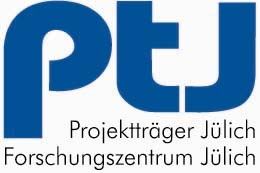 ptJ
Projektträger Jülich
Forschungszentrum Jülich